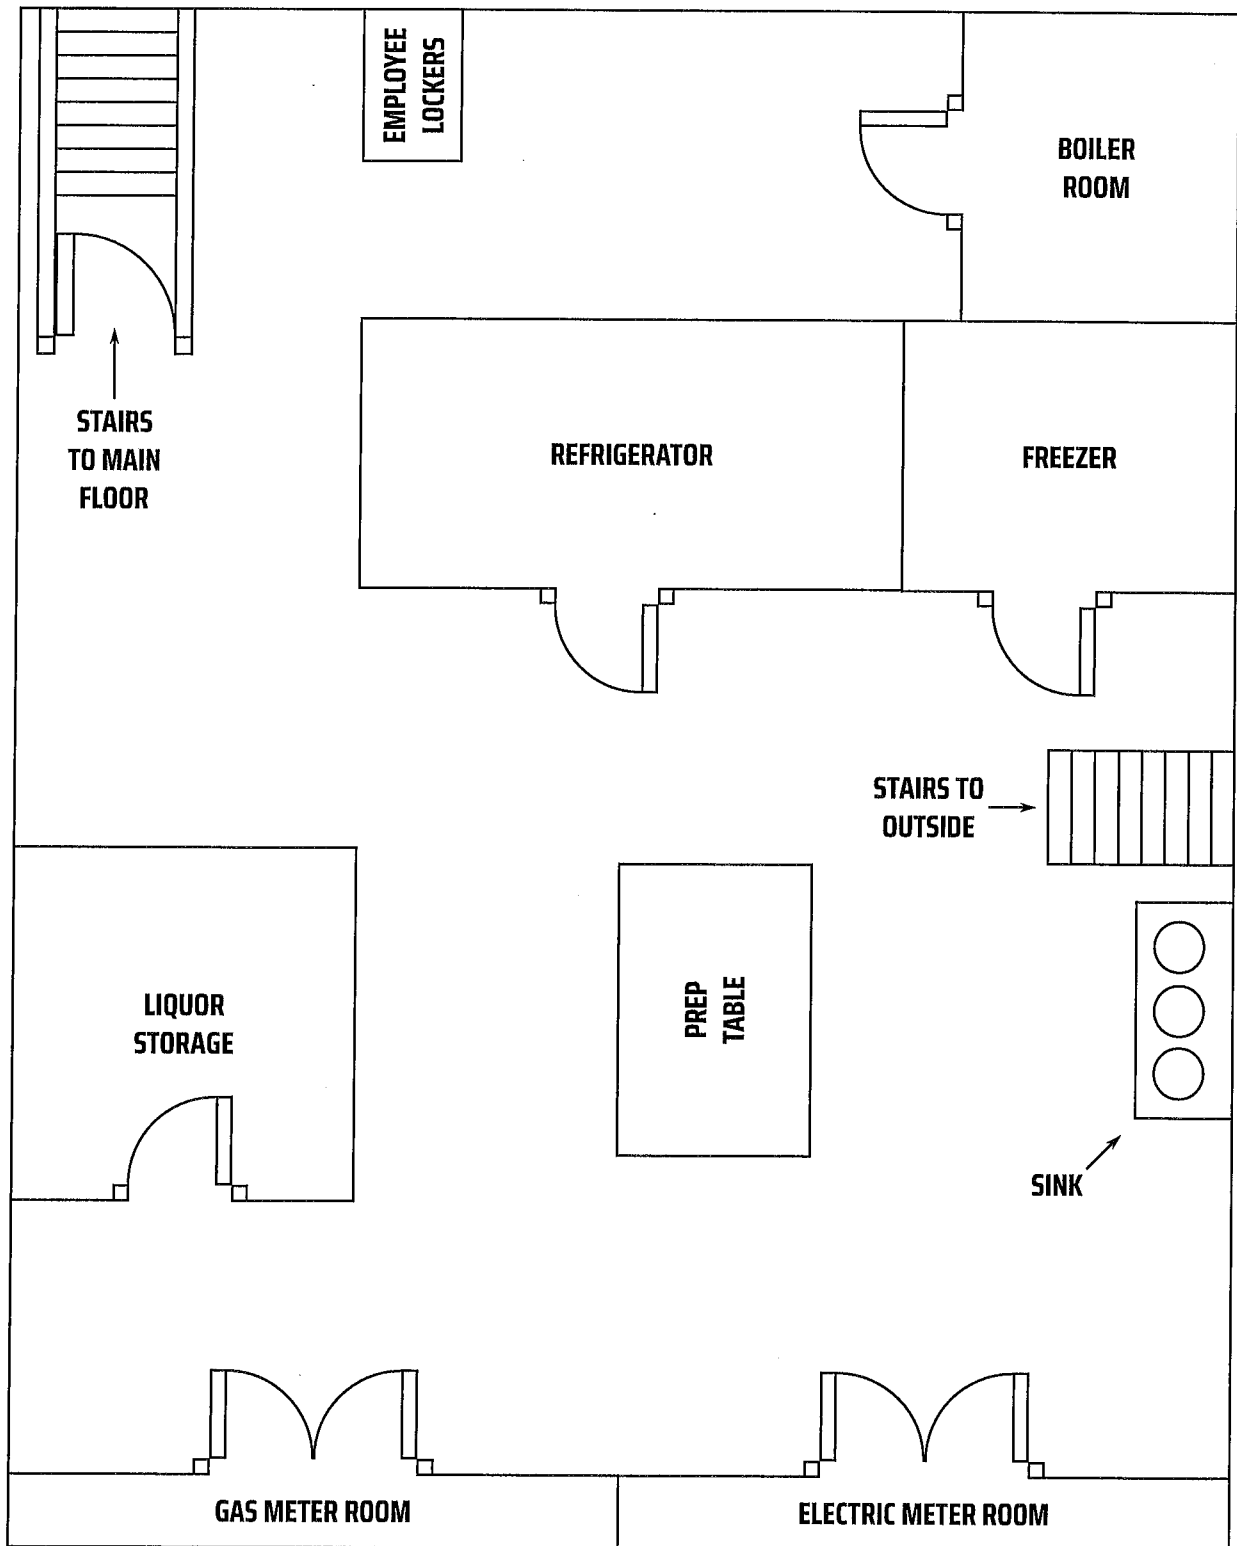 EMPLOYEE
LOCKERS
BOILER
ROOM
STAIRS
TO MAIN
FLOOR
REFRIGERATOR
FREEZER
STAIRS TO
OUTSIDE
LIQUOR
STORAGE
PREP
TABLE
SINK
GAS METER ROOM
ELECTRIC METER ROOM